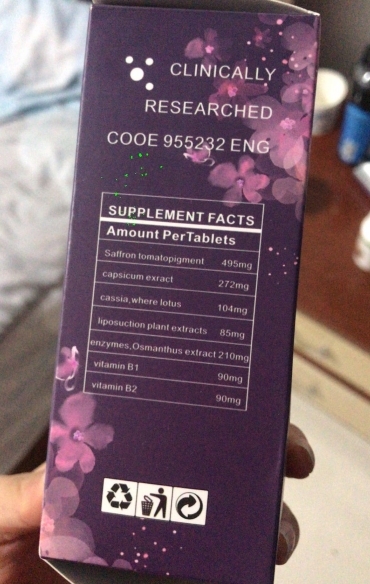 CLINICALLY
RESEARCHED
COOE 955232 ENG
SUPPLEMENT FACTS
Amount PerTablets
Saffron tomatopigment 495mg
capsicum exract 272mg
cassia,where lotus 104mg
liposuction plant extracts 85mg
enzymes,Osmanthus extract 210mg
vitamin B1 90mg
vitamin B2 90mg